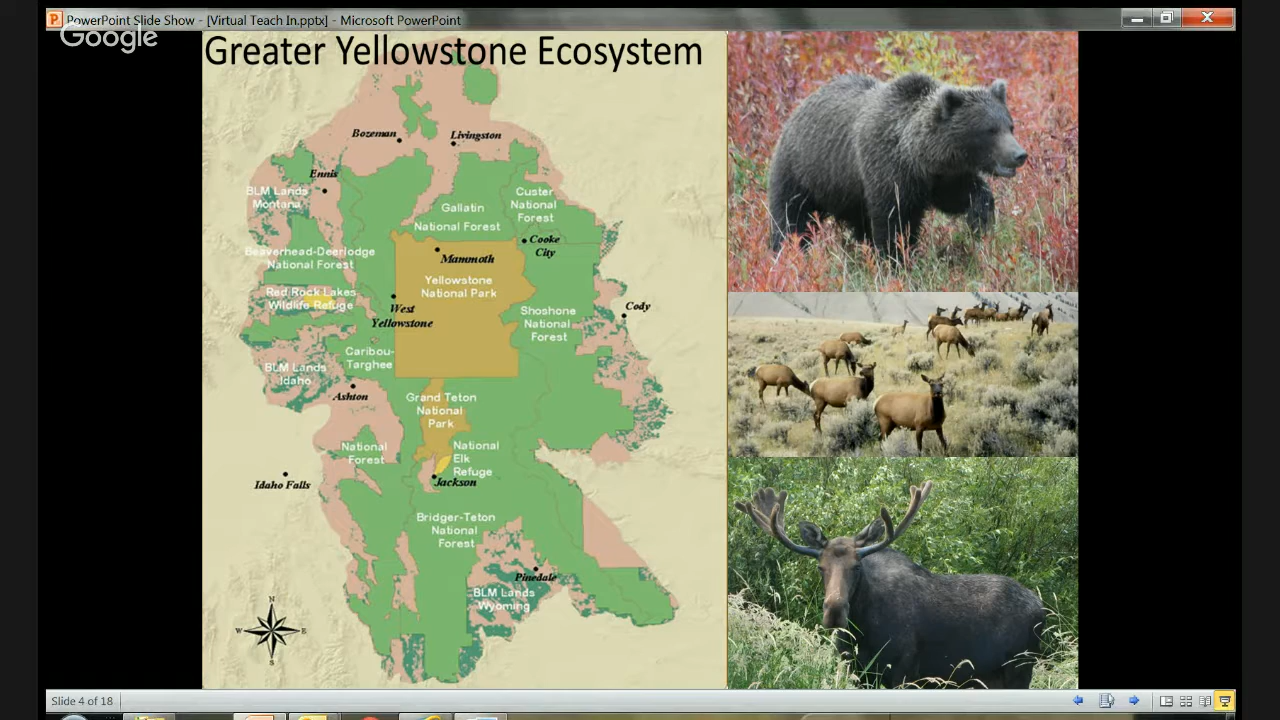 PowerPoint Slide Show - [Virtual Teach In.pptx] - Microsoft PowerPoint
Google
Greater Yellowstone Ecosystem
Bozeman
Livingston
Ennis
BLM Lands
Montana
Custer
National
Forest
Gallatin
National Forest
Cooke
City
Beaverhead-Deerlodge
National Forest
Mammoth
Yellowstone
National Park
Red Rock Lakes
Wildlife Refuge
West
Yellowstone
Shoshone
National
Forest
Cody
Caribou-
Targhee
BLM Lands
Idaho
Ashton
Grand Teton
National
Park
National
Forest
National
Elk
Refuge
Idaho Falls
Jackson
Bridger-Teton
National
Forest
Pinedale
BLM Lands
Wyoming
N
W
E
S
Slide 4 of 18